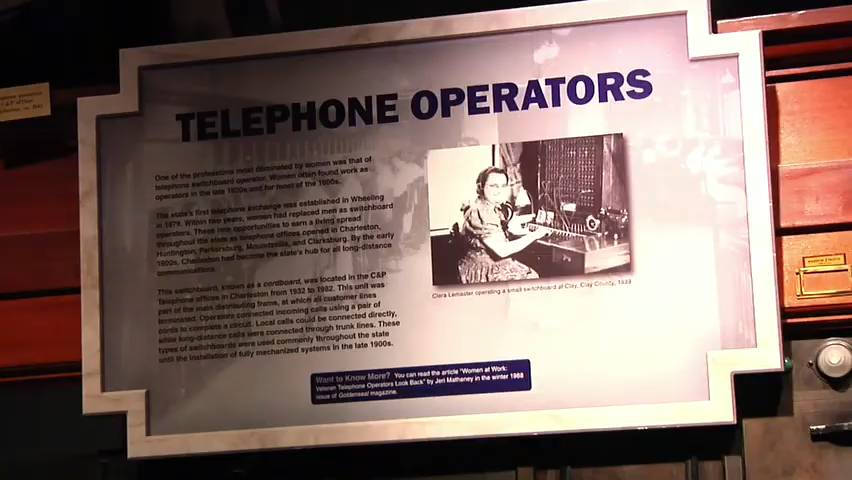 TELEPHONE OPERATORS
One of the professions most dominated by women was that of
telephone switchboard operator. Women often found work as
operators in the late 1800s and for most of the 1900s.
The state's first telephone exchange was established in Wheeling
in 1879. Within two years, women had replaced men as switchboard
operators. These new opportunities to earn a living spread
throughout the state as telephone offices opened in Charleston,
Huntington, Parkersburg, Moundsville, and Clarksburg. By the early
1900s, Charleston had become the state's hub for all long-distance
communications.
This switchboard, known as a cordboard, was located in the C&P
Telephone offices in Charleston from 1932 to 1982. This unit was
part of the main distributing frame, at which all customer lines
terminated. Operators connected incoming calls using a pair of
cords to complete a circuit. Local calls could be connected directly,
while long-distance calls were connected through trunk lines. These
types of switchboards were used commonly throughout the state
until the installation of fully mechanized systems in the late 1900s.
Clara Lemaster operating a small switchboard at Clay, Clay County, 1939
Want to Know More? You can read the article "Women at Work:
Veteran Telephone Operators Look Back" by Jeri Matheney in the winter 1988
issue of Goldenseal magazine.